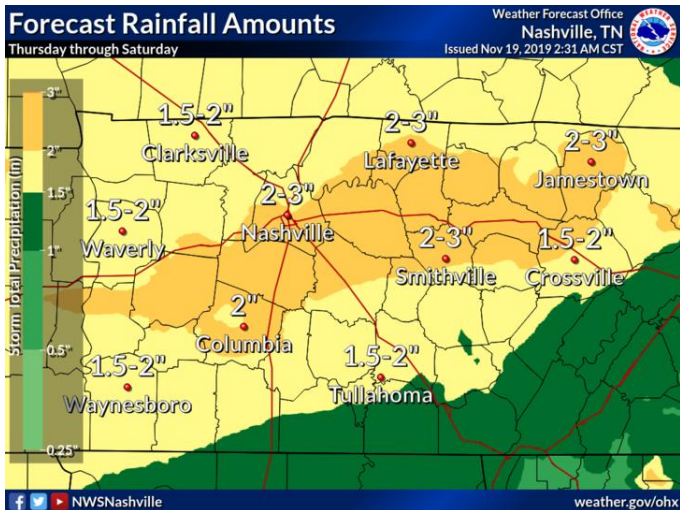 Forecast Rainfall Amounts
Thursday through Saturday
Weather Forecast Office
Nashville, TN
Issued Nov 19, 2019 2:31 AM CST
Storm Total Precipitation (in)
3"
2"
1.5"
1"
0.5"
0.25"
1.5-2"
Clarksville
2-3"
Lafayette
2-3"
Jamestown
2-3"
Nashville
1.5-2"
Waverly
2-3"
Smithville
1.5-2"
Crossville
2"
Columbia
1.5-2"
Tullahoma
1.5-2"
Waynesboro
NWSNashville
weather.gov/ohx